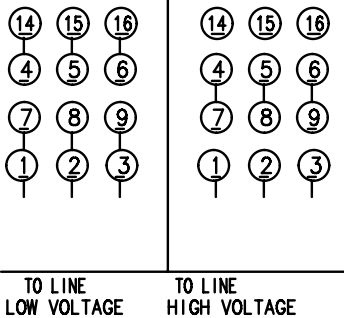 14 15 16 14 15 16
4 5 6 4 5 6
7 8 9 7 8 9
1 2 3 1 2 3
TO LINE TO LINE
LOW VOLTAGE HIGH VOLTAGE